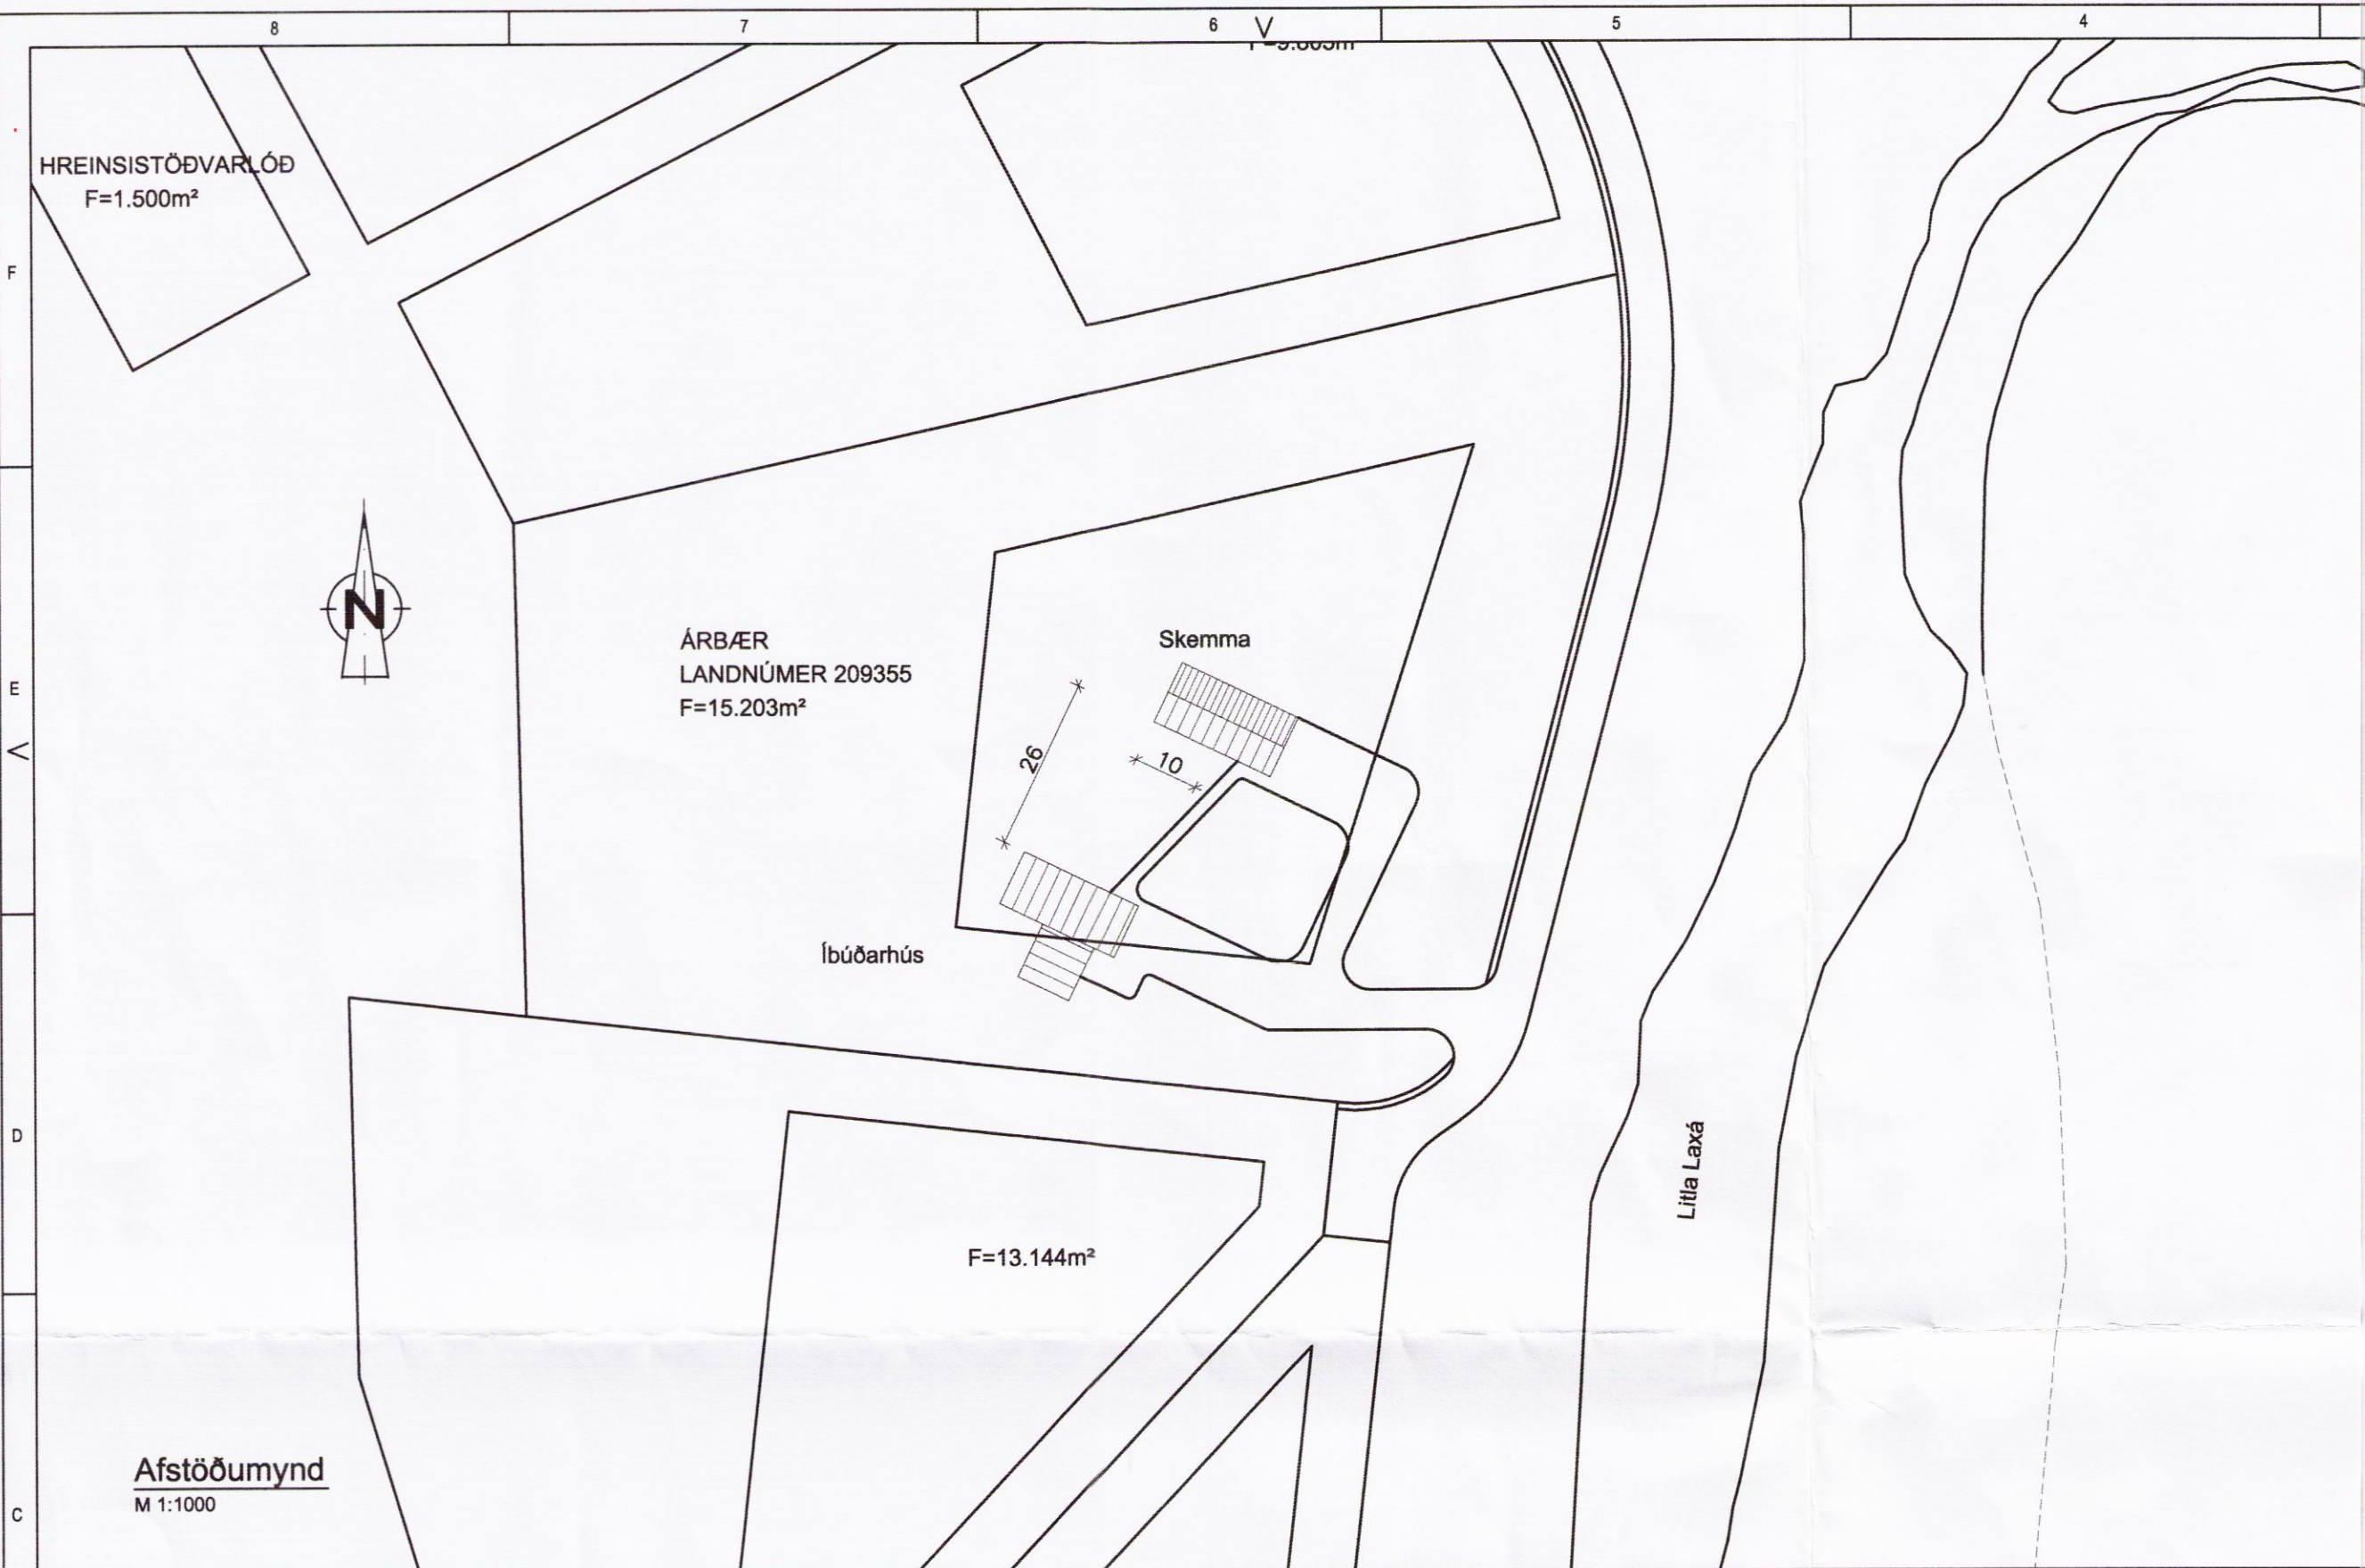 8 7 6 5 4
HREINSISTÖÐVARLÓÐ
F=1.500m²
F
N
ÁRBÆR
LANDNÚMER 209355
F=15.203m²
Skemma
E
26
10
Íbúðarhús
D
Litla Laxá
F=13.144m²
Afstöðumynd
M 1:1000
C